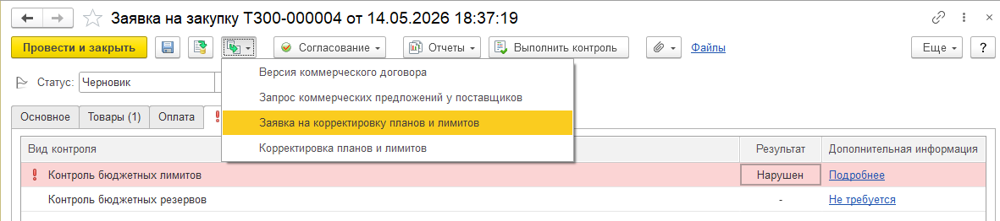 Заявка на закупку Т300-000004 от 14.05.2026 18:37:19
Провести и закрыть Согласование Отчеты Выполнить контроль Файлы Еще ?
Версия коммерческого договора
Статус: Черновик
Запрос коммерческих предложений у поставщиков
Основное Товары (1) Оплата
Заявка на корректировку планов и лимитов
Корректировка планов и лимитов
Вид контроля Результат Дополнительная информация
Контроль бюджетных лимитов Нарушен Подробнее
Контроль бюджетных резервов - Не требуется